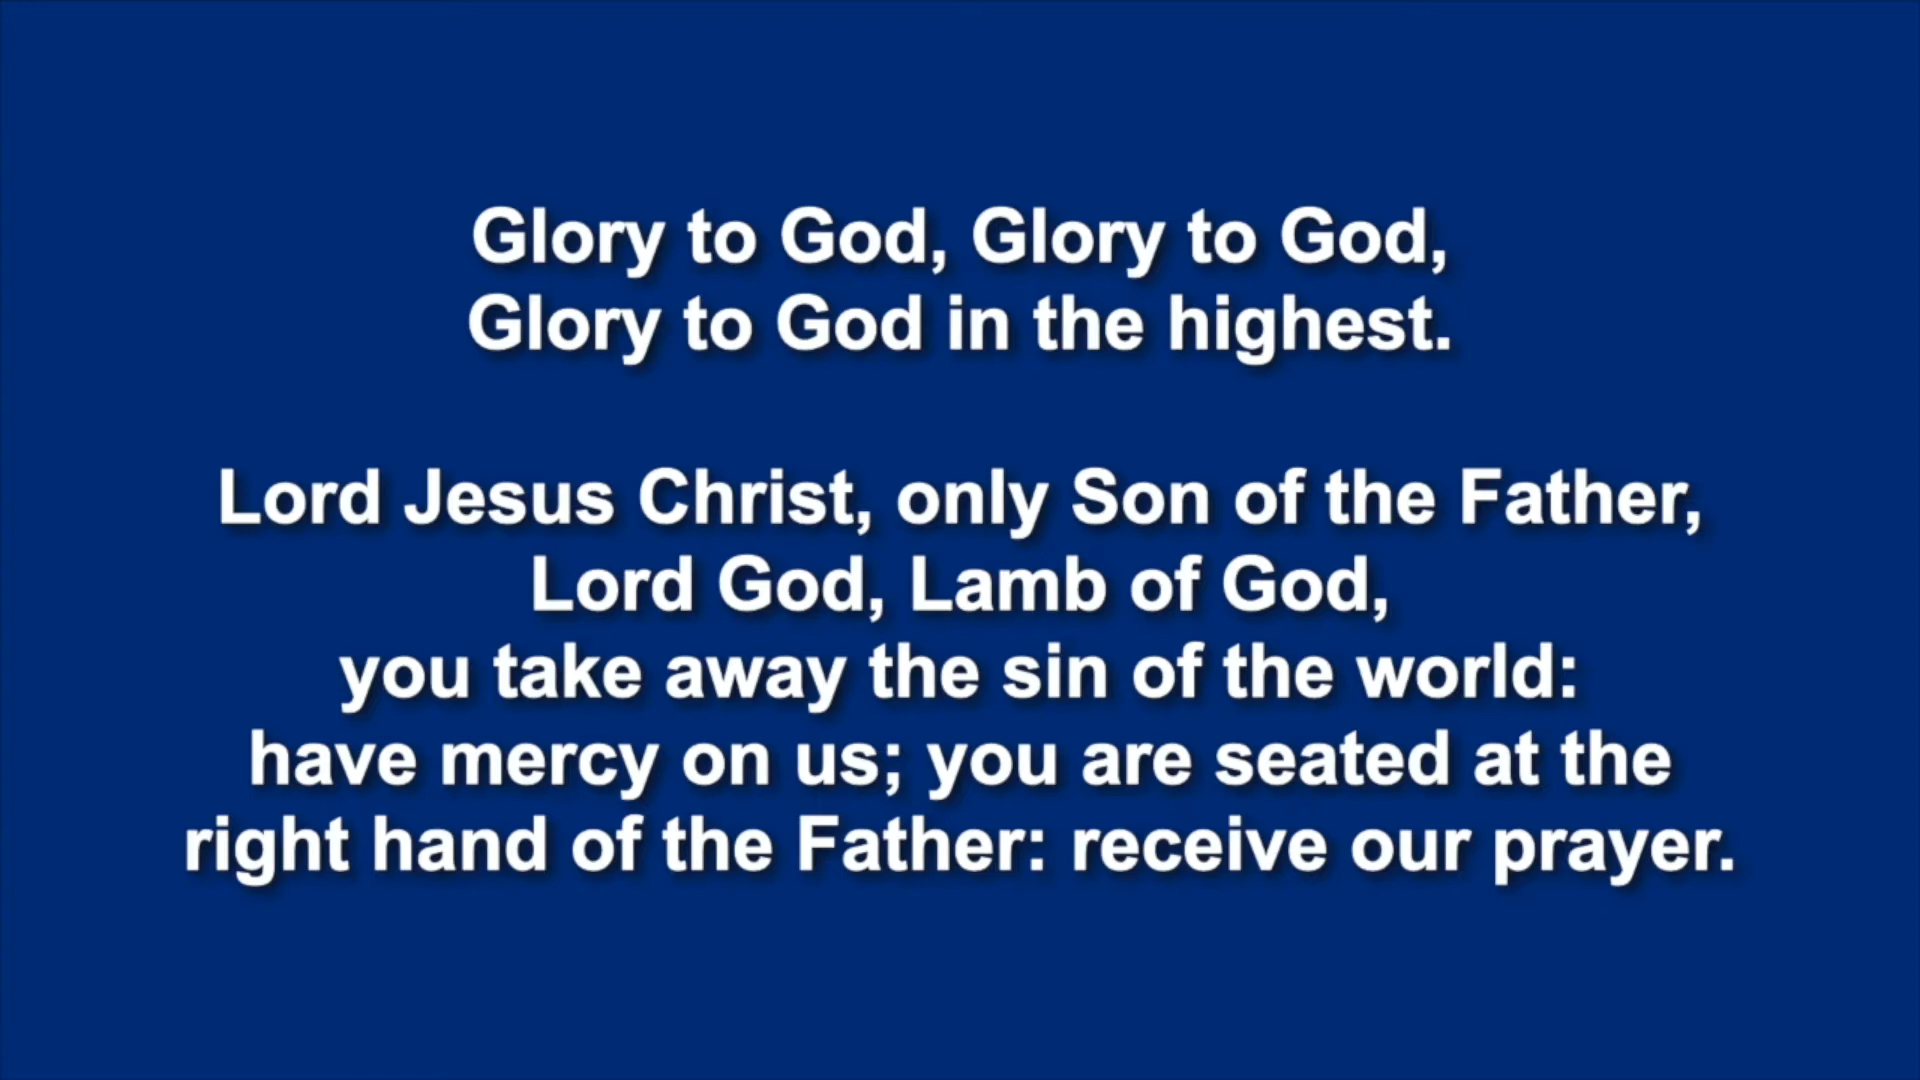 Glory to God, Glory to God,
Glory to God in the highest.
Lord Jesus Christ, only Son of the Father,
Lord God, Lamb of God,
you take away the sin of the world:
have mercy on us; you are seated at the
right hand of the Father: receive our prayer.